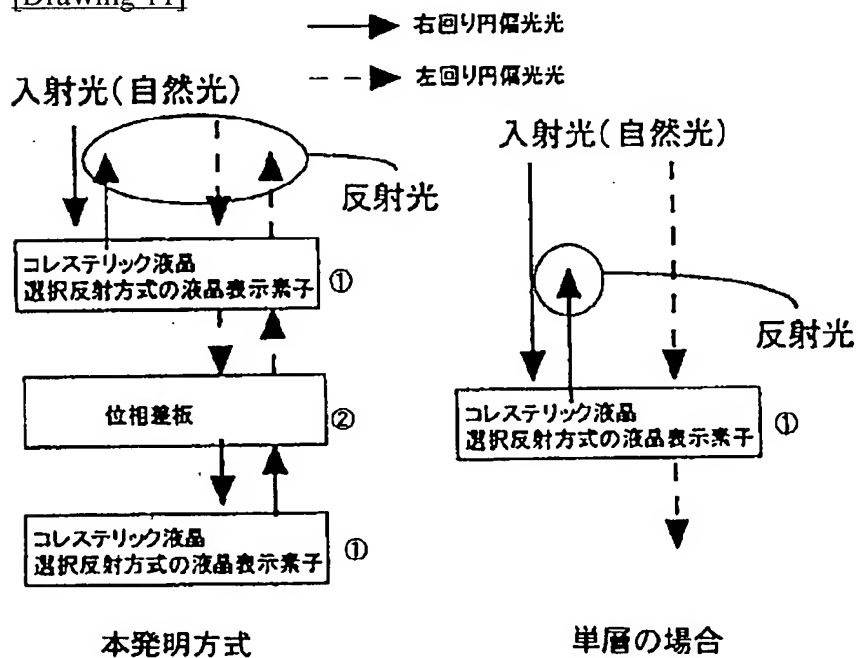 [Drawing 11]
右回り円偏光光
左回り円偏光光
入射光(自然光)
反射光
コレステリック液晶
選択反射方式の液晶表示素子
①
位相差板
②
コレステリック液晶
選択反射方式の液晶表示素子
①
本発明方式
入射光(自然光)
反射光
コレステリック液晶
選択反射方式の液晶表示素子
①
単層の場合